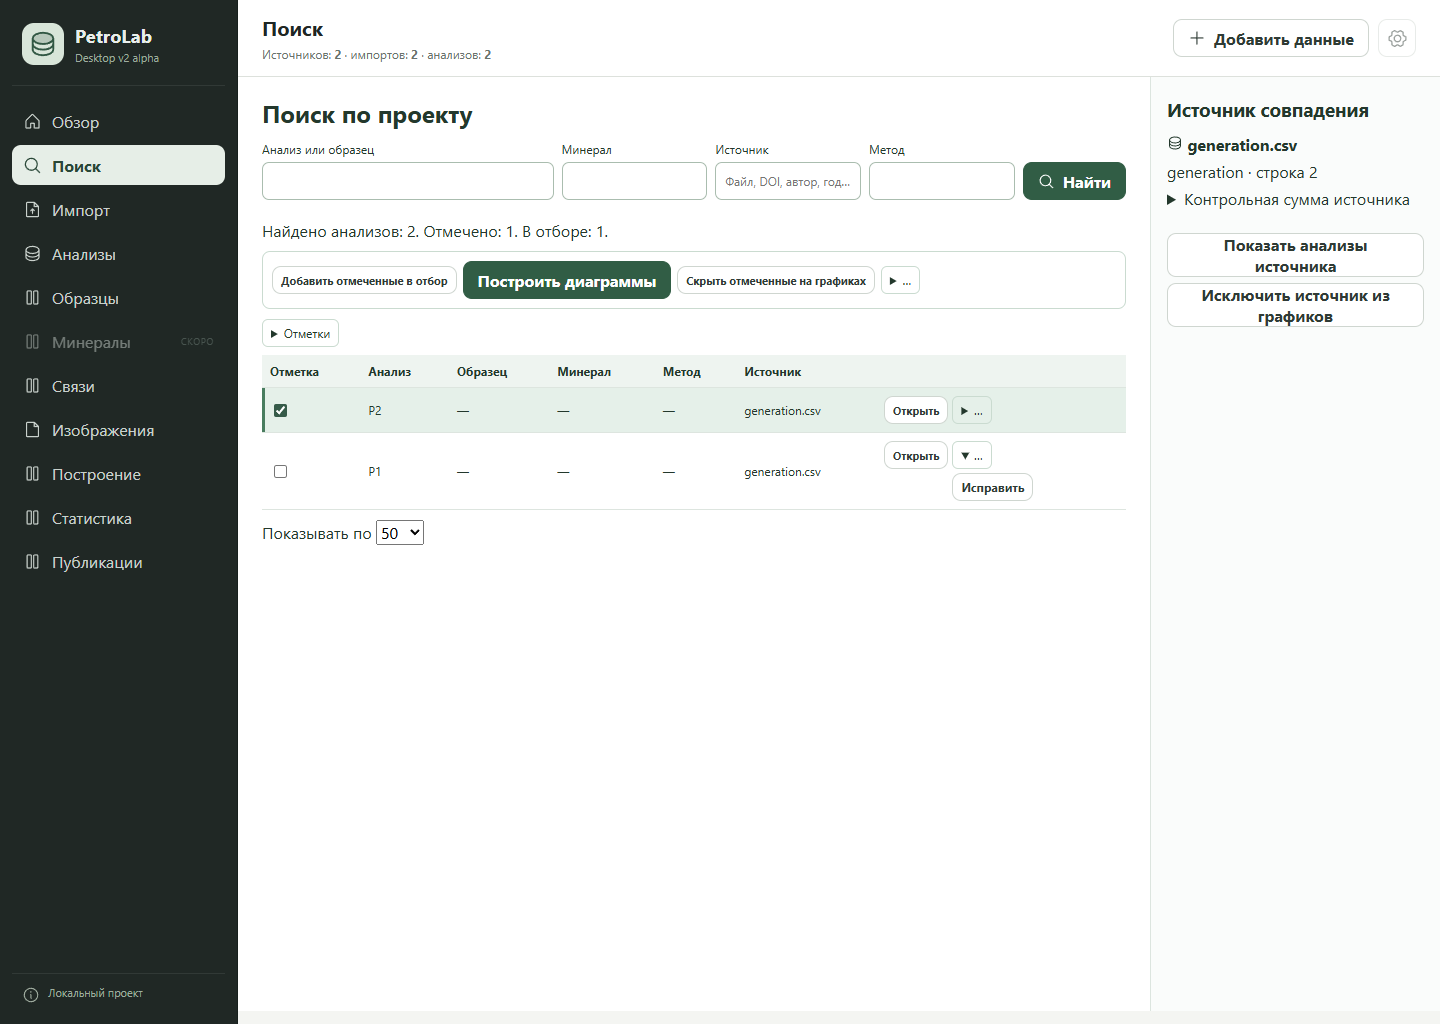 PetroLab
Desktop v2 alpha
Обзор
Поиск
Импорт
Анализы
Образцы
Минералы СКОРО
Связи
Изображения
Построение
Статистика
Публикации
Локальный проект
Поиск
Источников: 2 · импортов: 2 · анализов: 2
Добавить данные
Поиск по проекту
Анализ или образец Минерал Источник Метод
Файл, DOI, автор, год...
Найти
Найдено анализов: 2. Отмечено: 1. В отборе: 1.
Добавить отмеченные в отбор Построить диаграммы Скрыть отмеченные на графиках ...
Отметки
Отметка Анализ Образец Минерал Метод Источник
P2 — — — generation.csv Открыть ...
P1 — — — generation.csv Открыть ...
Исправить
Показывать по 50
Источник совпадения
generation.csv
generation · строка 2
Контрольная сумма источника
Показать анализы
источника
Исключить источник из
графиков